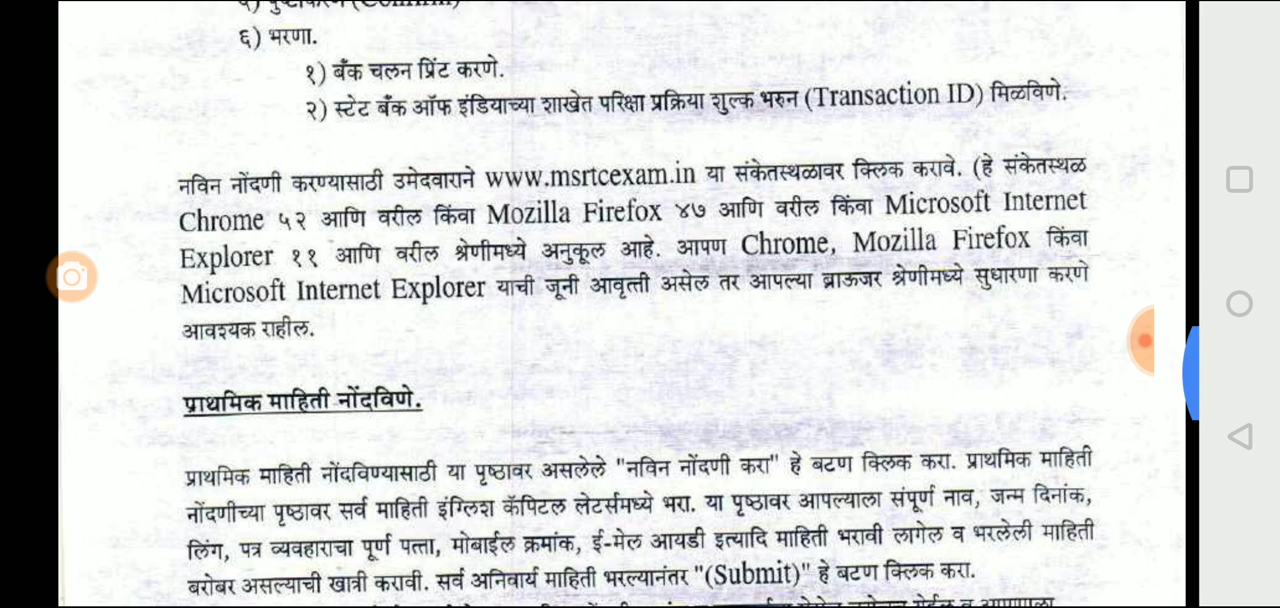 ५) पुष्टीकरण (Confirm)
६) भरणा.
१) बँक चलन प्रिंट करणे.
२) स्टेट बँक ऑफ इंडियाच्या शाखेत परिक्षा प्रक्रिया शुल्क भरुन (Transaction ID) मिळविणे.
नविन नोंदणी करण्यासाठी उमेदवाराने www.msrtcexam.in या संकेतस्थळावर क्लिक करावे. (हे संकेतस्थळ
Chrome ५२ आणि वरील किंवा Mozilla Firefox ४७ आणि वरील किंवा Microsoft Internet
Explorer ११ आणि वरील श्रेणीमध्ये अनुकूल आहे. आपण Chrome, Mozilla Firefox किंवा
Microsoft Internet Explorer याची जूनी आवृत्ती असेल तर आपल्या ब्राऊजर श्रेणीमध्ये सुधारणा करणे
आवश्यक राहील.
प्राथमिक माहिती नोंदविणे.
प्राथमिक माहिती नोंदविण्यासाठी या पृष्ठावर असलेले "नविन नोंदणी करा" हे बटण क्लिक करा. प्राथमिक माहिती
नोंदणीच्या पृष्ठावर सर्व माहिती इंग्लिश कॅपिटल लेटर्समध्ये भरा. या पृष्ठावर आपल्याला संपूर्ण नाव, जन्म दिनांक,
लिंग, पत्र व्यवहाराचा पूर्ण पत्ता, मोबाईल क्रमांक, ई-मेल आयडी इत्यादि माहिती भरावी लागेल व भरलेली माहिती
बरोबर असल्याची खात्री करावी. सर्व अनिवार्य माहिती भरल्यानंतर "(Submit)" हे बटण क्लिक करा.